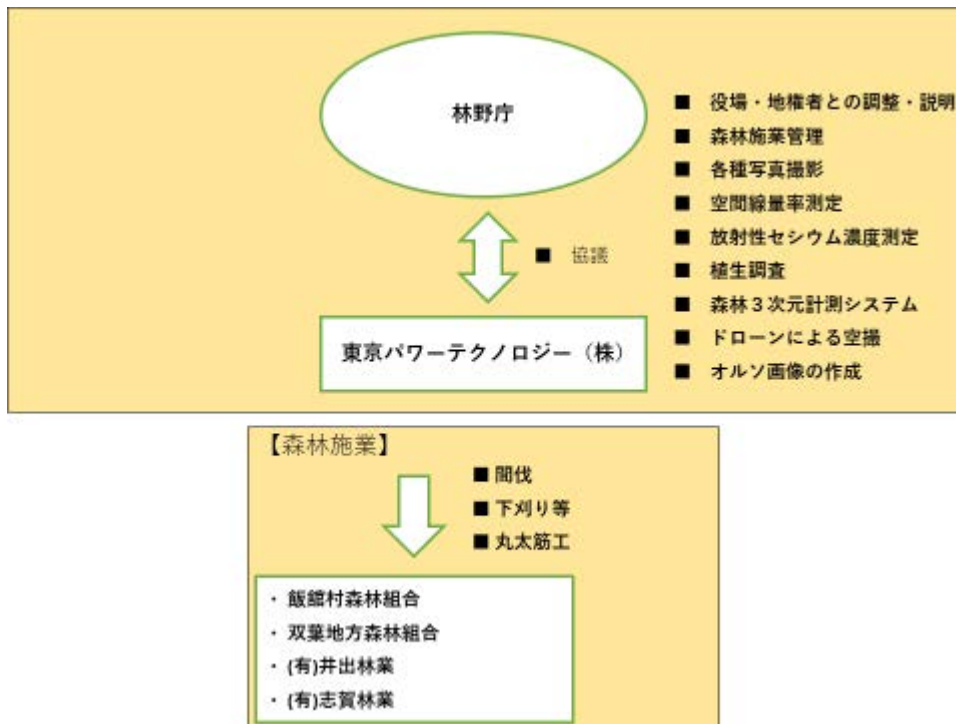 林野庁
■ 協議
東京パワーテクノロジー（株）
■ 役場・地権者との調整・説明
■ 森林施業管理
■ 各種写真撮影
■ 空間線量率測定
■ 放射性セシウム濃度測定
■ 植生調査
■ 森林３次元計測システム
■ ドローンによる空撮
■ オルソ画像の作成
【森林施業】
■ 間伐
■ 下刈り等
■ 丸太筋工
・ 飯舘村森林組合
・ 双葉地方森林組合
・ (有)井出林業
・ (有)志賀林業